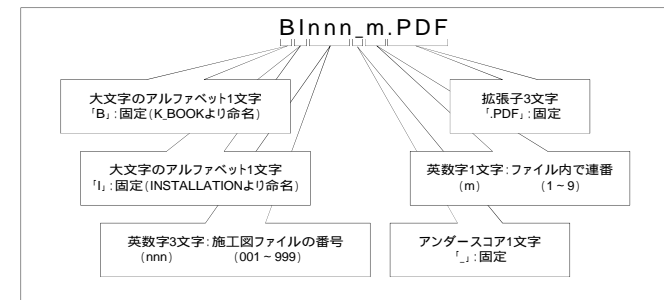 BInnn_m.PDF
大文字のアルファベット1文字
「B」:固定(K_BOOKより命名)
拡張子3文字
「.PDF」:固定
大文字のアルファベット1文字
「I」:固定(INSTALLATIONより命名)
英数字1文字:ファイル内で連番
(m) (1~9)
英数字3文字:施工図ファイルの番号
(nnn) (001~999)
アンダースコア1文字
「_」:固定